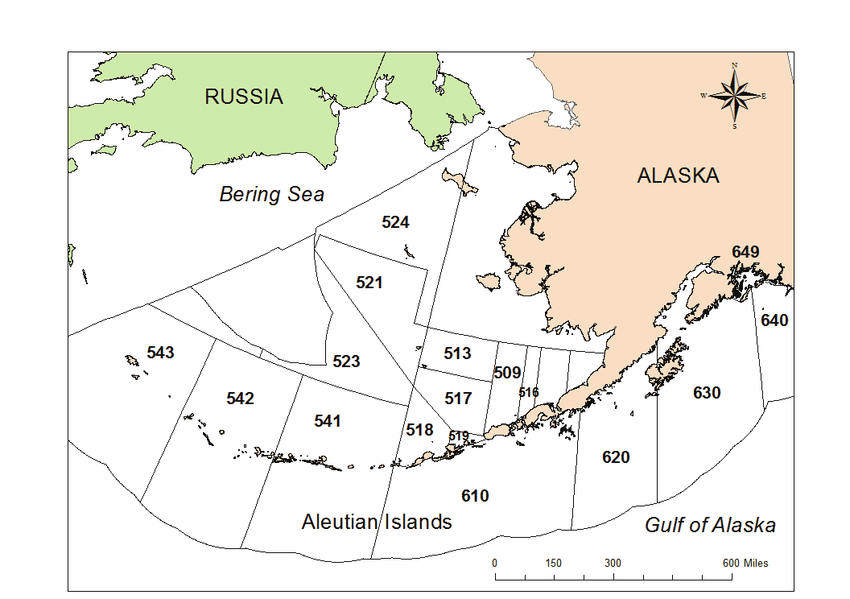 N
W
E
S
RUSSIA
ALASKA
Bering Sea
524
649
521
640
543
513
523
509
516
630
542
517
541
518
519
620
610
Aleutian Islands
Gulf of Alaska
0 150 300 600 Miles